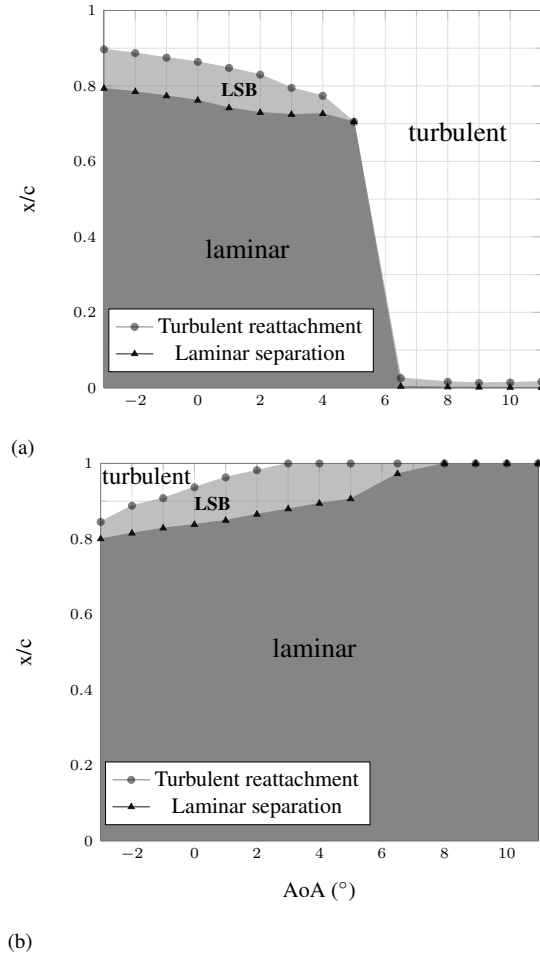 1
0.8
0.6
0.4
0.2
0
x/c
LSB
turbulent
laminar
Turbulent reattachment
Laminar separation
−2 0 2 4 6 8 10
(a)
1
0.8
0.6
0.4
0.2
0
x/c
turbulent
LSB
laminar
Turbulent reattachment
Laminar separation
−2 0 2 4 6 8 10
AoA (°)
(b)